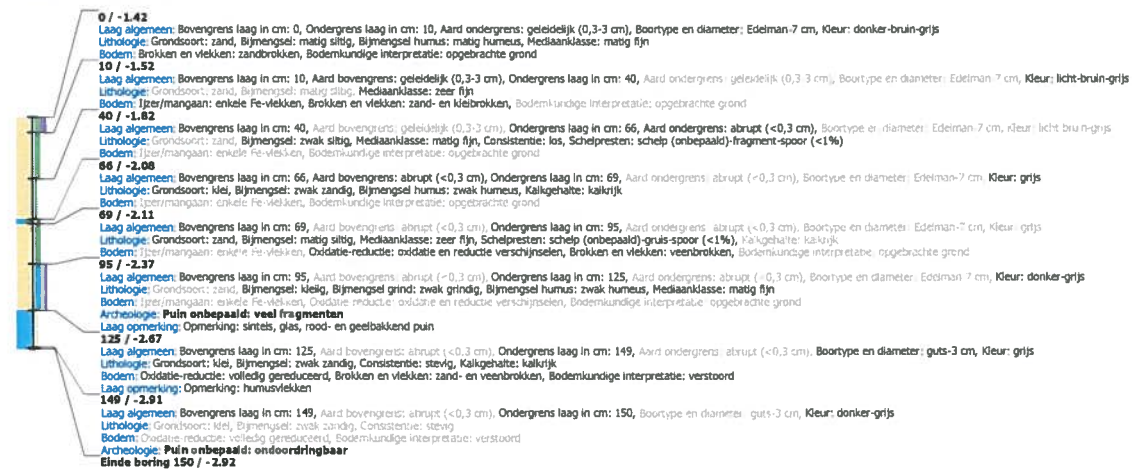 0 / -1.42
Laag algemeen: Bovengrens laag in cm: 0, Ondergrens laag in cm: 10, Aard ondergrens: geleidelijk (0,3-3 cm), Boortype en diameter: Edelman-7 cm, Kleur: donker-bruin-grijs
Lithologie: Grondsoort: zand, Bijmengsel: matig siltig, Bijmengsel humus: matig humeus, Mediaanklasse: matig fijn
Bodem: Brokken en vlekken: zandbrokken, Bodemkundige interpretatie: opgebrachte grond
10 / -1.52
Laag algemeen: Bovengrens laag in cm: 10, Aard bovengrens: geleidelijk (0,3-3 cm), Ondergrens laag in cm: 40, Aard ondergrens: geleidelijk (0,3-3 cm), Boortype en diameter: Edelman-7 cm, Kleur: licht-bruin-grijs
Lithologie: Grondsoort: zand, Bijmengsel: matig siltig, Mediaanklasse: zeer fijn
Bodem: Ijzer/mangaan: enkele Fe-vlekken, Brokken en vlekken: zand- en kleibrokken, Bodemkundige interpretatie: opgebrachte grond
40 / -1.82
Laag algemeen: Bovengrens laag in cm: 40, Aard bovengrens: geleidelijk (0,3-3 cm), Ondergrens laag in cm: 66, Aard ondergrens: abrupt (<0,3 cm), Boortype en diameter: Edelman-7 cm, Kleur: licht bruin-grijs
Lithologie: Grondsoort: zand, Bijmengsel: zwak siltig, Mediaanklasse: matig fijn, Consistentie: los, Schelpresten: schelp (onbepaald)-fragment-spoor (<1%)
Bodem: Ijzer/mangaan: enkele Fe-vlekken, Bodemkundige interpretatie: opgebrachte grond
66 / -2.08
Laag algemeen: Bovengrens laag in cm: 66, Aard bovengrens: abrupt (<0,3 cm), Ondergrens laag in cm: 69, Aard ondergrens: abrupt (<0,3 cm), Boortype en diameter: Edelman-7 cm, Kleur: grijs
Lithologie: Grondsoort: klei, Bijmengsel: zwak zandig, Bijmengsel humus: zwak humeus, Kalkgehalte: kalkrijk
Bodem: Ijzer/mangaan: enkele Fe-vlekken, Bodemkundige interpretatie: opgebrachte grond
69 / -2.11
Laag algemeen: Bovengrens laag in cm: 69, Aard bovengrens: abrupt (<0,3 cm), Ondergrens laag in cm: 95, Aard ondergrens: abrupt (<0,3 cm), Boortype en diameter: Edelman-7 cm, Kleur: grijs
Lithologie: Grondsoort: zand, Bijmengsel: matig siltig, Mediaanklasse: zeer fijn, Schelpresten: schelp (onbepaald)-gruis-spoor (<1%), Kalkgehalte: kalkrijk
Bodem: Ijzer/mangaan: enkele Fe-vlekken, Oxidatie-reductie: oxidatie en reductie verschijnselen, Brokken en vlekken: veenbrokken, Bodemkundige interpretatie: opgebrachte grond
95 / -2.37
Laag algemeen: Bovengrens laag in cm: 95, Aard bovengrens: abrupt (<0,3 cm), Ondergrens laag in cm: 125, Aard ondergrens: abrupt (<0,3 cm), Boortype en diameter: Edelman 7 cm, Kleur: donker-grijs
Lithologie: Grondsoort: zand, Bijmengsel: kleiig, Bijmengsel grind: zwak grindig, Bijmengsel humus: zwak humeus, Mediaanklasse: matig fijn
Bodem: Ijzer/mangaan: enkele Fe-vlekken, Oxidatie-reductie: oxidatie en reductie verschijnselen, Bodemkundige interpretatie: opgebrachte grond
Archeologie: Puin onbepaald: veel fragmenten
Laag opmerking: Opmerking: sintels, glas, rood- en geelbakkend puin
125 / -2.67
Laag algemeen: Bovengrens laag in cm: 125, Aard bovengrens: abrupt (<0,3 cm), Ondergrens laag in cm: 149, Aard ondergrens: abrupt (<0,3 cm), Boortype en diameter: guts-3 cm, Kleur: grijs
Lithologie: Grondsoort: klei, Bijmengsel: zwak zandig, Consistentie: stevig, Kalkgehalte: kalkrijk
Bodem: Oxidatie-reductie: volledig gereduceerd, Brokken en vlekken: zand- en veenbrokken, Bodemkundige interpretatie: verstoord
Laag opmerking: Opmerking: humusvlekken
149 / -2.91
Laag algemeen: Bovengrens laag in cm: 149, Aard bovengrens: abrupt (<0,3 cm), Ondergrens laag in cm: 150, Boortype en diameter: guts-3 cm, Kleur: donker-grijs
Lithologie: Grondsoort: klei, Bijmengsel: zwak zandig, Consistentie: stevig
Bodem: Oxidatie-reductie: volledig gereduceerd, Bodemkundige interpretatie: verstoord
Archeologie: Puin onbepaald: ondoordringbaar
Einde boring 150 / -2.92